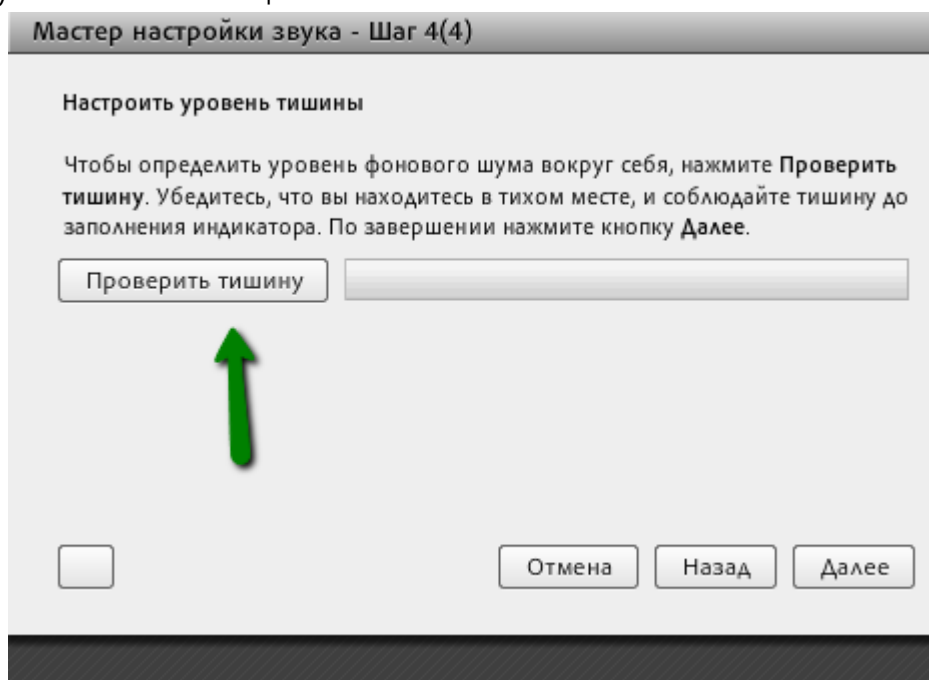 Мастер настройки звука - Шаг 4(4)
Настроить уровень тишины
Чтобы определить уровень фонового шума вокруг себя, нажмите Проверить
тишину. Убедитесь, что вы находитесь в тихом месте, и соблюдайте тишину до
заполнения индикатора. По завершении нажмите кнопку Далее.
Проверить тишину
Отмена Назад Далее